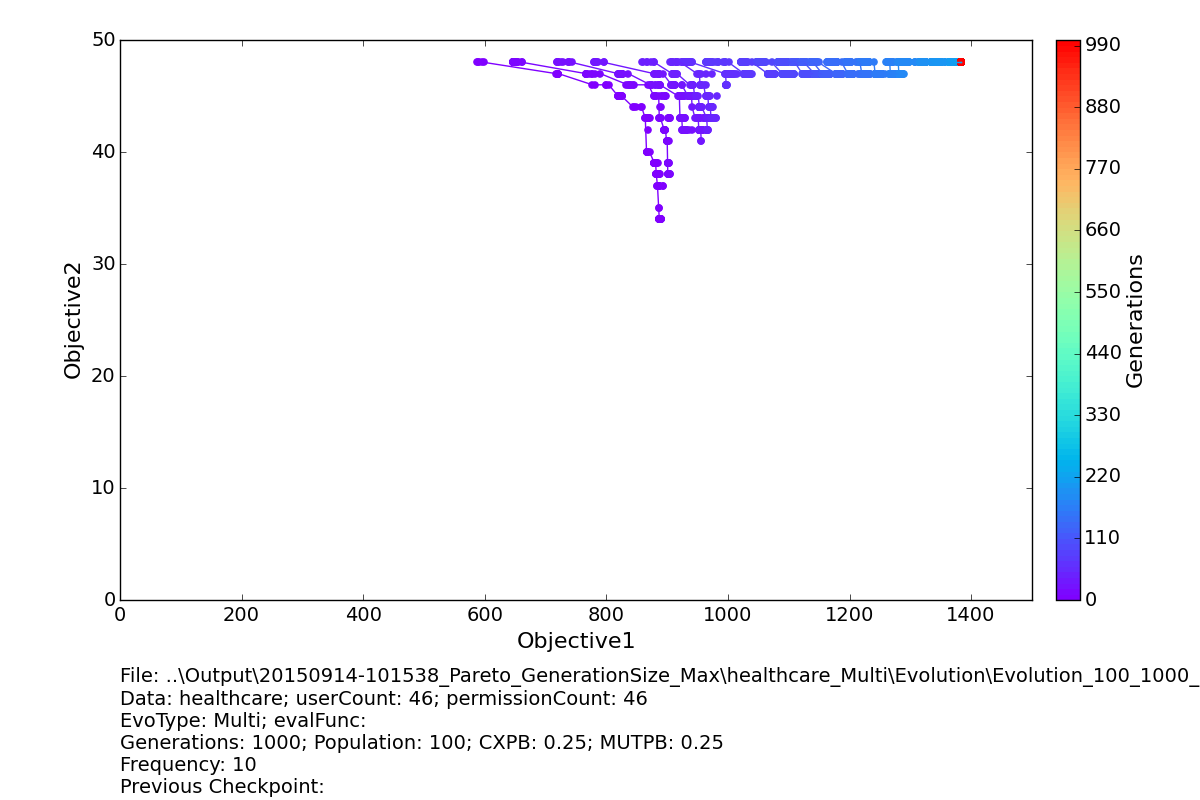 50
40
30
20
10
0
Objective2
0 200 400 600 800 1000 1200 1400
Objective1
990
880
770
660
550
440
330
220
110
0
Generations
File: ..\Output\20150914-101538_Pareto_GenerationSize_Max\healthcare_Multi\Evolution\Evolution_100_1000_
Data: healthcare; userCount: 46; permissionCount: 46
EvoType: Multi; evalFunc:
Generations: 1000; Population: 100; CXPB: 0.25; MUTPB: 0.25
Frequency: 10
Previous Checkpoint: